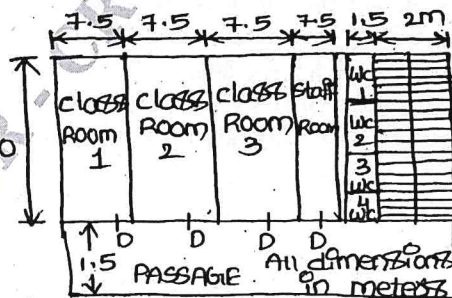 7.5 7.5 7.5 7.5 1.5 2m
class Room 1
class Room 2
class Room 3
Staff Room
WC 1
WC 2
3 WC
4 WC
0
D D D D
1.5
PASSAGE
All dimensions in meters